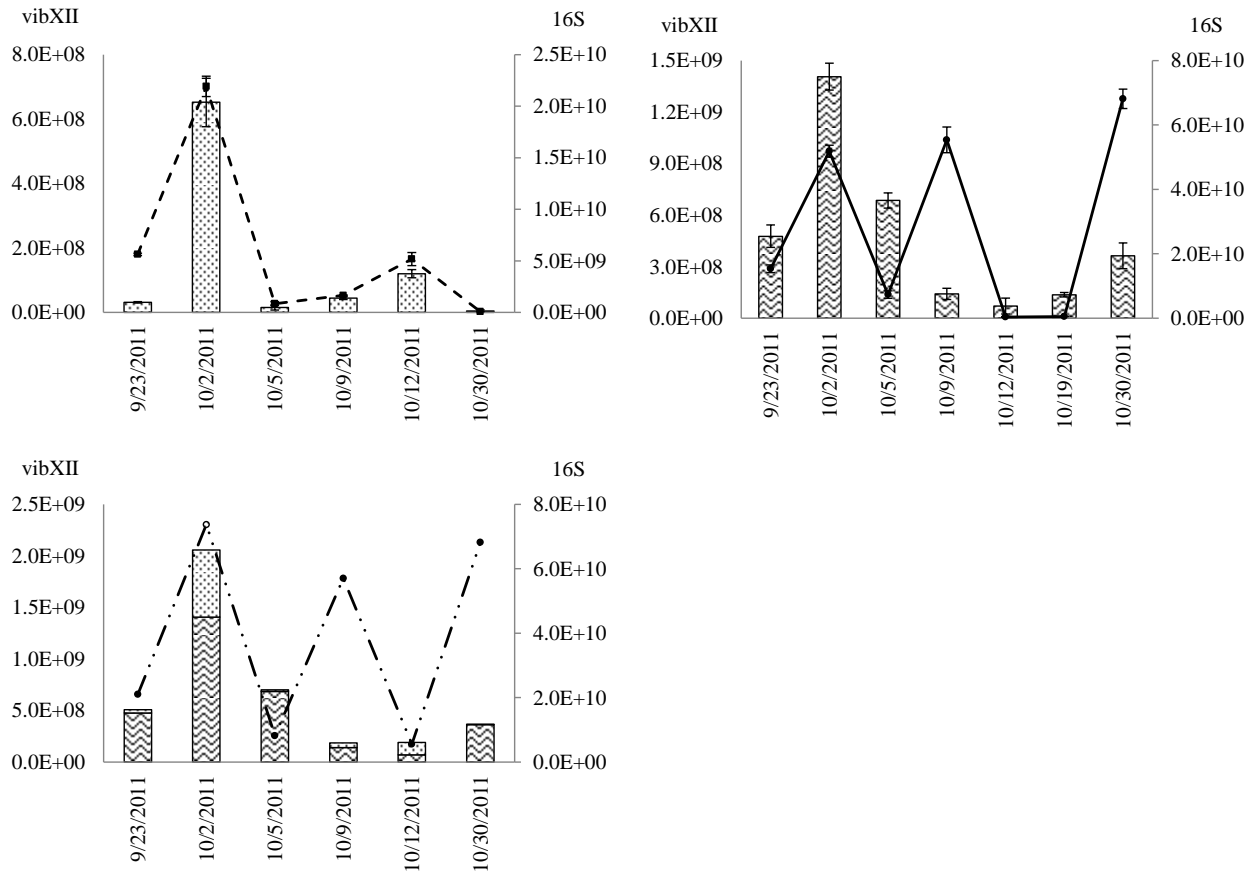 vibXII 16S
8.0E+08
6.0E+08
4.0E+08
2.0E+08
0.0E+00
2.5E+10
2.0E+10
1.5E+10
1.0E+10
5.0E+09
0.0E+00
9/23/2011
10/2/2011
10/5/2011
10/9/2011
10/12/2011
10/30/2011
vibXII 16S
1.5E+09
1.2E+09
9.0E+08
6.0E+08
3.0E+08
0.0E+00
8.0E+10
6.0E+10
4.0E+10
2.0E+10
0.0E+00
9/23/2011
10/2/2011
10/5/2011
10/9/2011
10/12/2011
10/19/2011
10/30/2011
vibXII 16S
2.5E+09
2.0E+09
1.5E+09
1.0E+09
5.0E+08
0.0E+00
8.0E+10
6.0E+10
4.0E+10
2.0E+10
0.0E+00
9/23/2011
10/2/2011
10/5/2011
10/9/2011
10/12/2011
10/30/2011